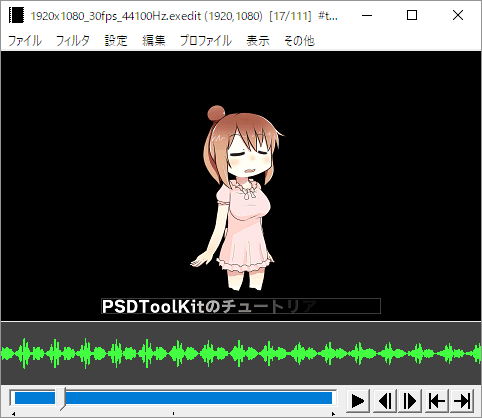 1920x1080_30fps_44100Hz.exedit (1920,1080) [17/111] #t...
ファイル フィルタ 設定 編集 プロファイル 表示 その他
PSDToolKitのチュートリア